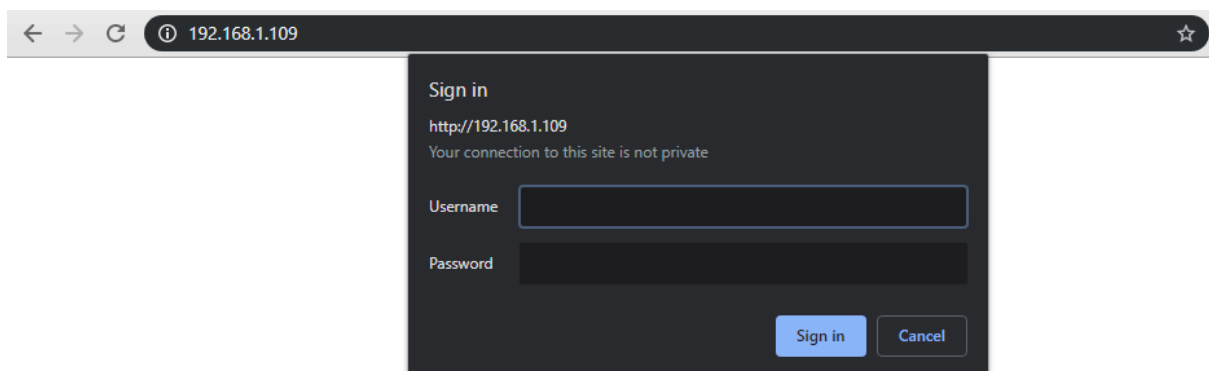 192.168.1.109
Sign in
http://192.168.1.109
Your connection to this site is not private
Username
Password
Sign in Cancel